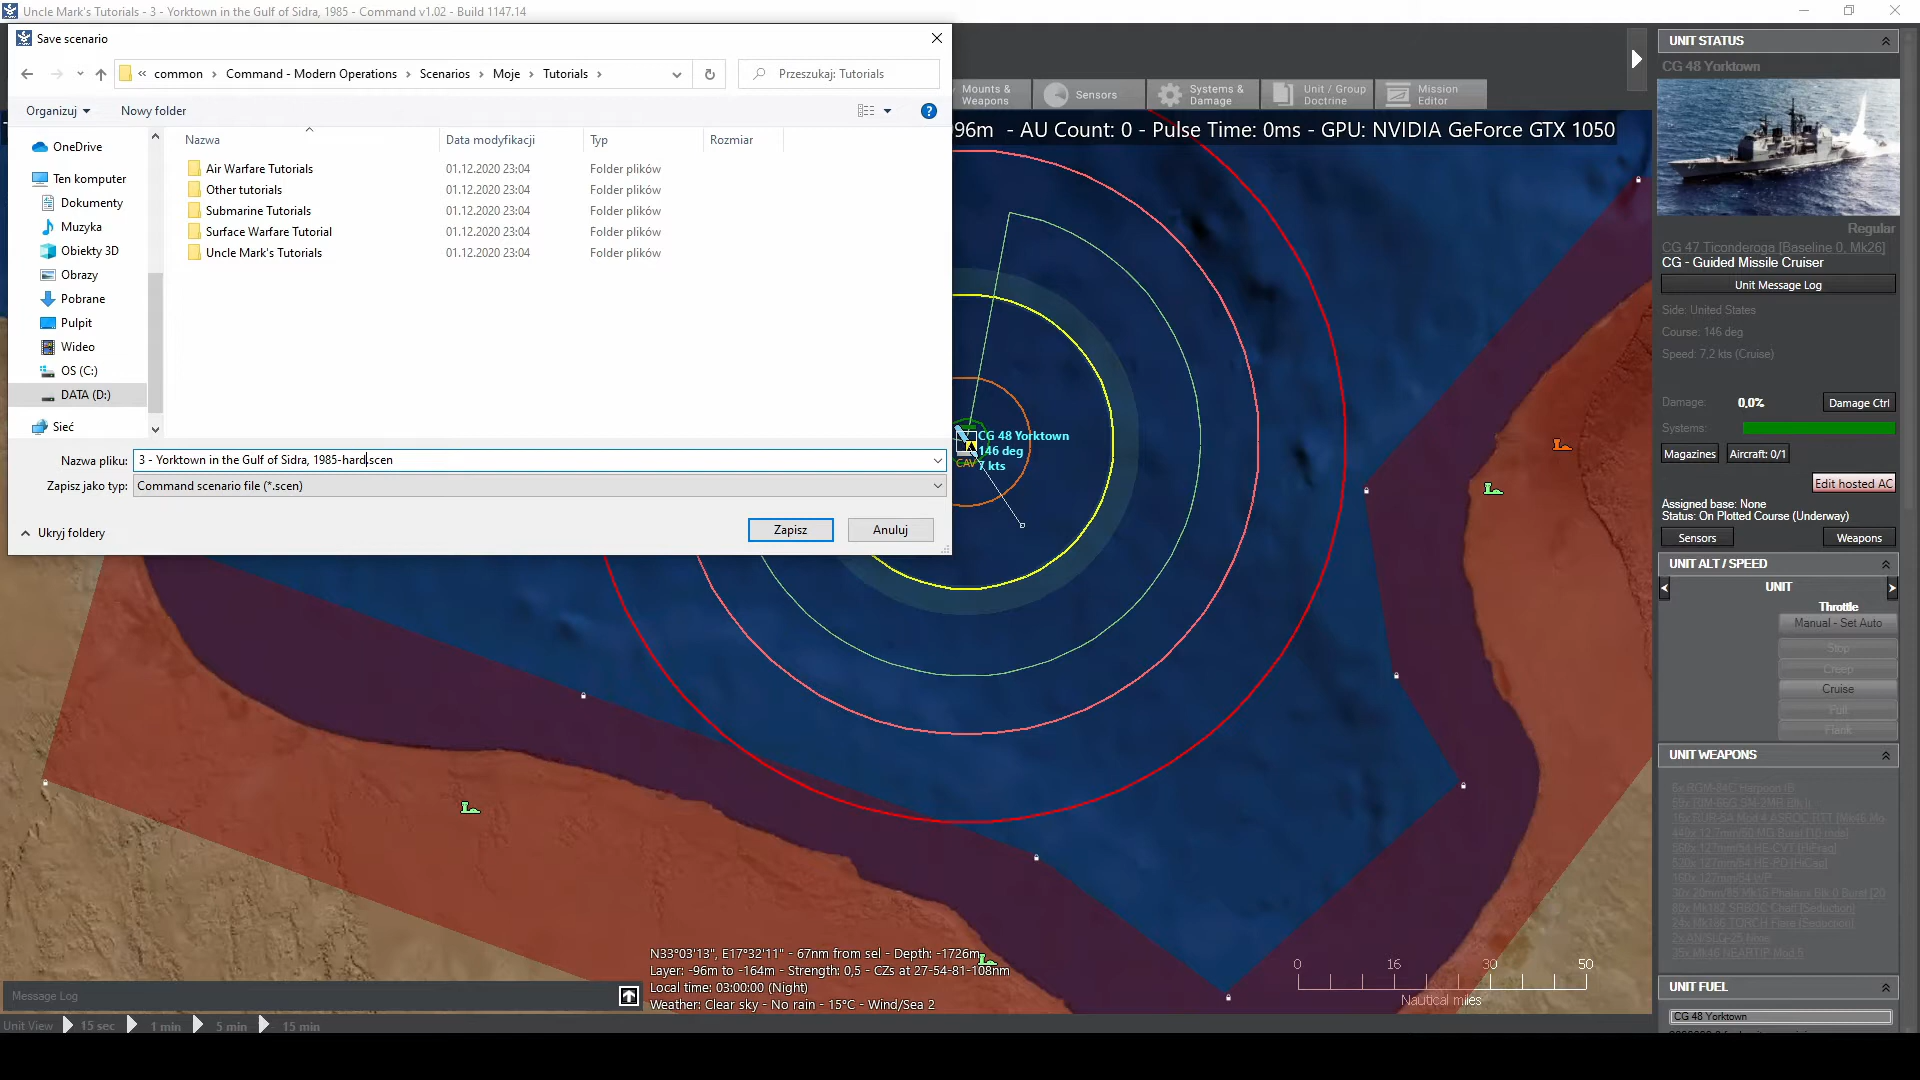 Uncle Mark's Tutorials - 3 - Yorktown in the Gulf of Sidra, 1985 - Command v1.02 - Build 1147.14
Save scenario
« common › Command - Modern Operations › Scenarios › Moje › Tutorials ›
Przeszukaj: Tutorials
Organizuj
Nowy folder
OneDrive
Ten komputer
Dokumenty
Muzyka
Obiekty 3D
Obrazy
Pobrane
Pulpit
Wideo
OS (C:)
DATA (D:)
Sieć
Nazwa Data modyfikacji Typ Rozmiar
Air Warfare Tutorials 01.12.2020 23:04 Folder plików
Other tutorials 01.12.2020 23:04 Folder plików
Submarine Tutorials 01.12.2020 23:04 Folder plików
Surface Warfare Tutorial 01.12.2020 23:04 Folder plików
Uncle Mark's Tutorials 01.12.2020 23:04 Folder plików
Nazwa pliku: 3 - Yorktown in the Gulf of Sidra, 1985-hard.scen
Zapisz jako typ: Command scenario file (*.scen)
Ukryj foldery
Zapisz
Anuluj
Mounts & Weapons
Sensors
Systems & Damage
Unit / Group Doctrine
Mission Editor
96m - AU Count: 0 - Pulse Time: 0ms - GPU: NVIDIA GeForce GTX 1050
CG 48 Yorktown
146 deg
7 kts
CAV
N33°03'13", E17°32'11" - 67nm from sel - Depth: -1726m
Layer: -96m to -164m - Strength: 0,5 - CZs at 27-54-81-108nm
Local time: 03:00:00 (Night)
Weather: Clear sky - No rain - 15°C - Wind/Sea 2
0 16 30 50
Nautical miles
Message Log
Unit View 15 sec 1 min 5 min 15 min
UNIT STATUS
CG 48 Yorktown
Regular
CG 47 Ticonderoga [Baseline 0, Mk26]
CG - Guided Missile Cruiser
Unit Message Log
Side: United States
Course: 146 deg
Speed: 7,2 kts (Cruise)
Damage: 0,0% Damage Ctrl
Systems:
Magazines Aircraft: 0/1
Edit hosted AC
Assigned base: None
Status: On Plotted Course (Underway)
Sensors Weapons
UNIT ALT / SPEED
UNIT
Throttle
Manual - Set Auto
Stop
Creep
Cruise
Full
Flank
UNIT WEAPONS
UNIT FUEL
CG 48 Yorktown